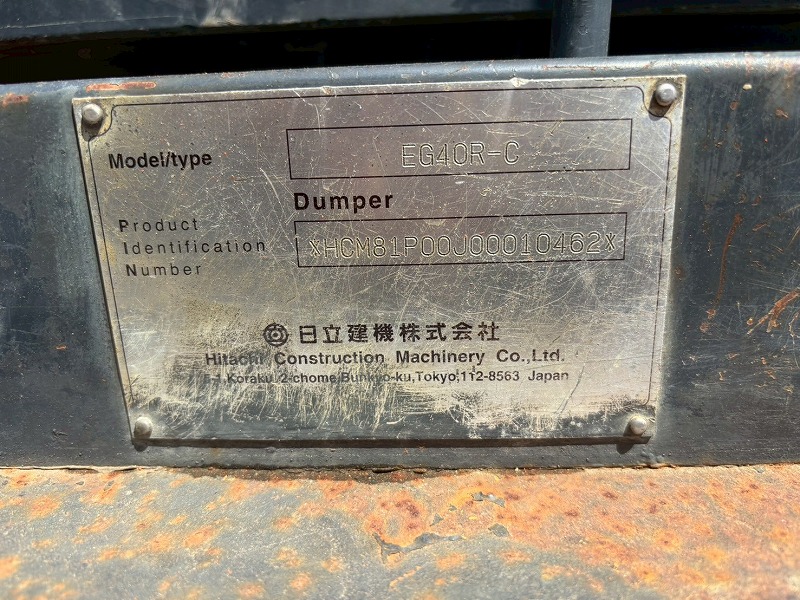 Model/type
EG40R-C
Dumper
Product
Identification
Number
*HCM81P00J00010462*
日立建機株式会社
Hitachi Construction Machinery Co.,Ltd.
Koraku 2-chome,Bunkyo-ku,Tokyo,112-8563 Japan